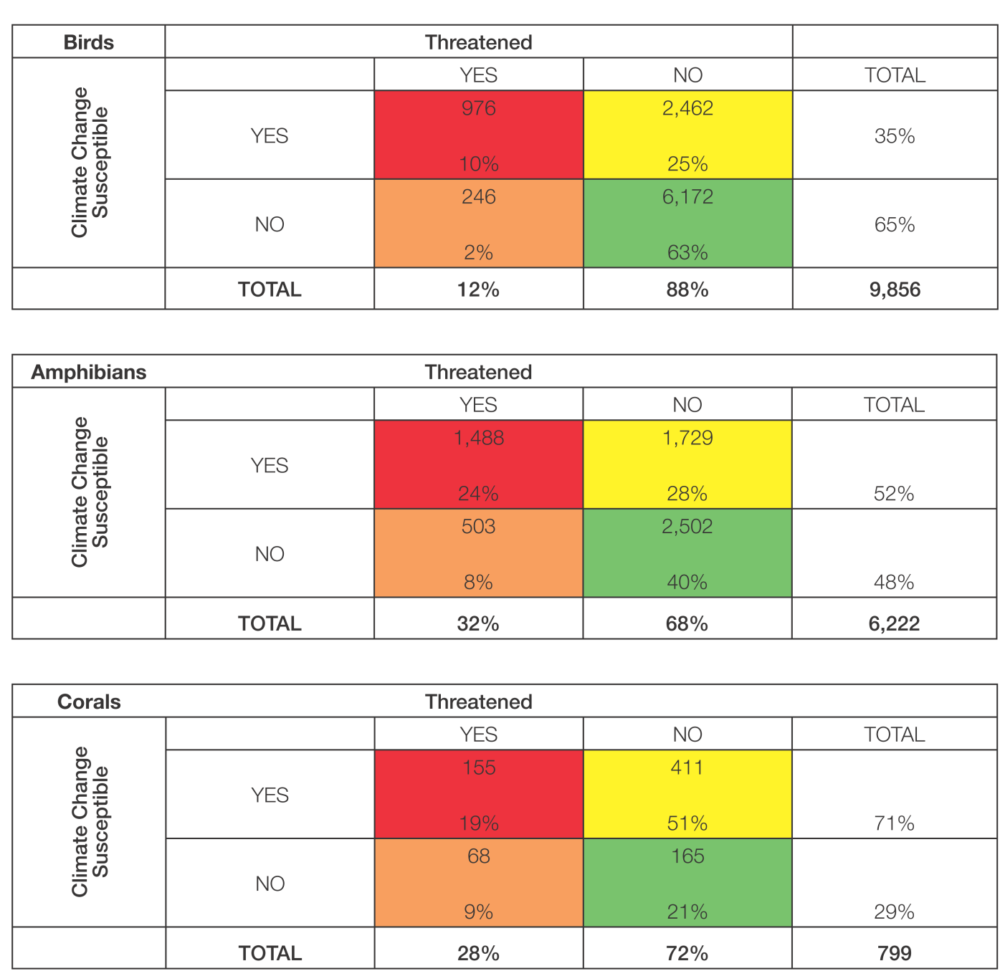 Birds Threatened
YES NO TOTAL
Climate Change
Susceptible
976 2,462
YES 35%
10% 25%
246 6,172
NO 65%
2% 63%
TOTAL 12% 88% 9,856
Amphibians Threatened
YES NO TOTAL
Climate Change
Susceptible
1,488 1,729
YES
24% 28% 52%
503 2,502
NO
8% 40% 48%
TOTAL 32% 68% 6,222
Corals Threatened
YES NO TOTAL
Climate Change
Susceptible
155 411
YES
19% 51% 71%
68 165
NO
9% 21% 29%
TOTAL 28% 72% 799